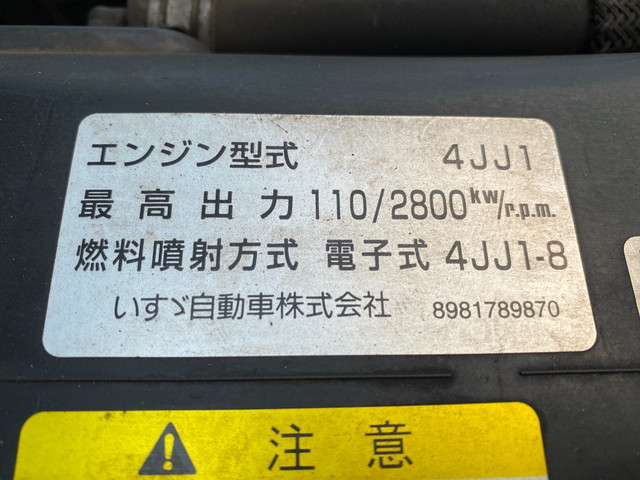 エンジン型式 4JJ1
最高出力 110/2800kw/r.p.m.
燃料噴射方式 電子式 4JJ1-8
いすゞ自動車株式会社 8981789870
注意